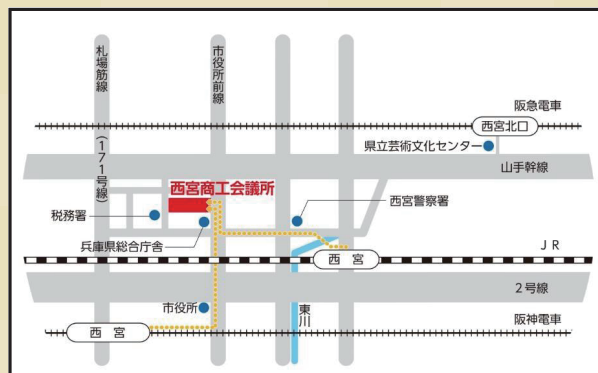 札場筋線
(171号線)
市役所前線
阪急電車
西宮北口
県立芸術文化センター
山手幹線
西宮商工会議所
税務署
西宮警察署
兵庫県総合庁舎
JR
西宮
2号線
市役所
東川
西宮
阪神電車